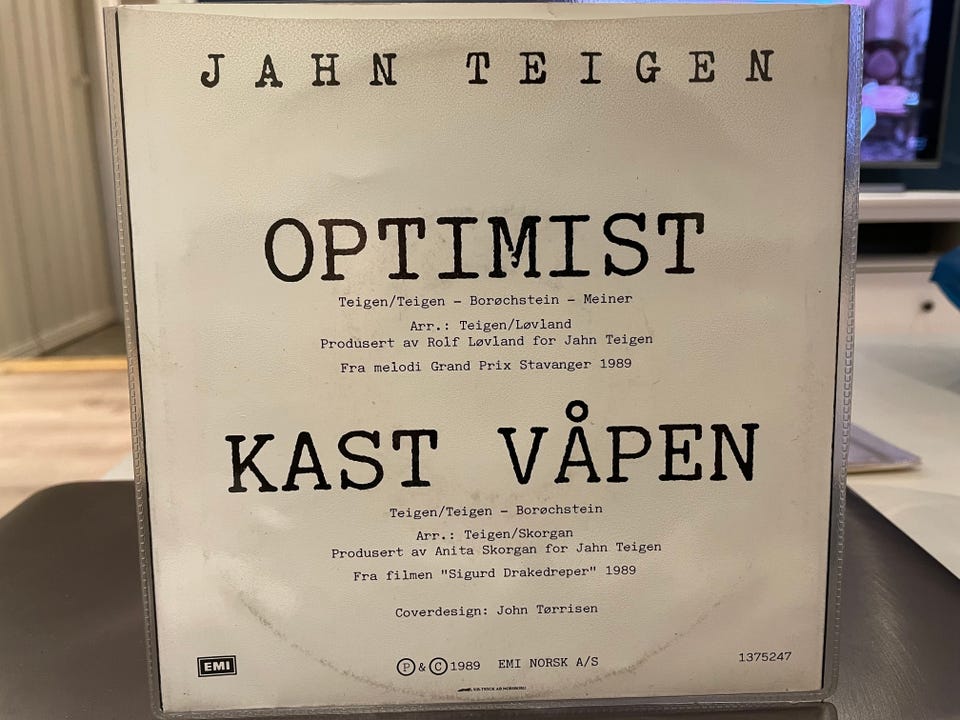 JAHN TEIGEN
OPTIMIST
Teigen/Teigen – Borøchstein – Meiner
Arr.: Teigen/Løvland
Produsert av Rolf Løvland for Jahn Teigen
Fra melodi Grand Prix Stavanger 1989
KAST VÅPEN
Teigen/Teigen – Borøchstein
Arr.: Teigen/Skorgan
Produsert av Anita Skorgan for Jahn Teigen
Fra filmen "Sigurd Drakedreper" 1989
Coverdesign: John Tørrisen
EMI Ⓟ & Ⓒ 1989 EMI NORSK A/S 1375247